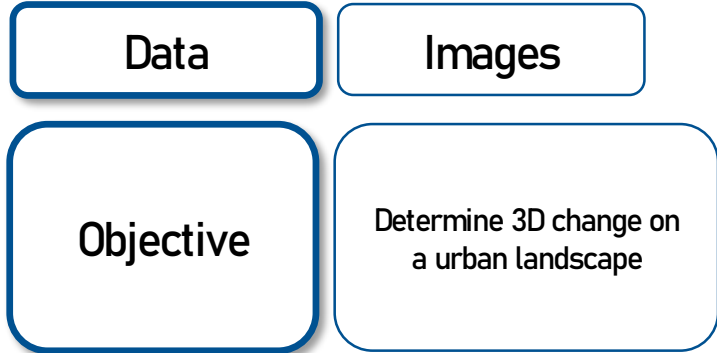 Data
Images
Objective
Determine 3D change on
a urban landscape